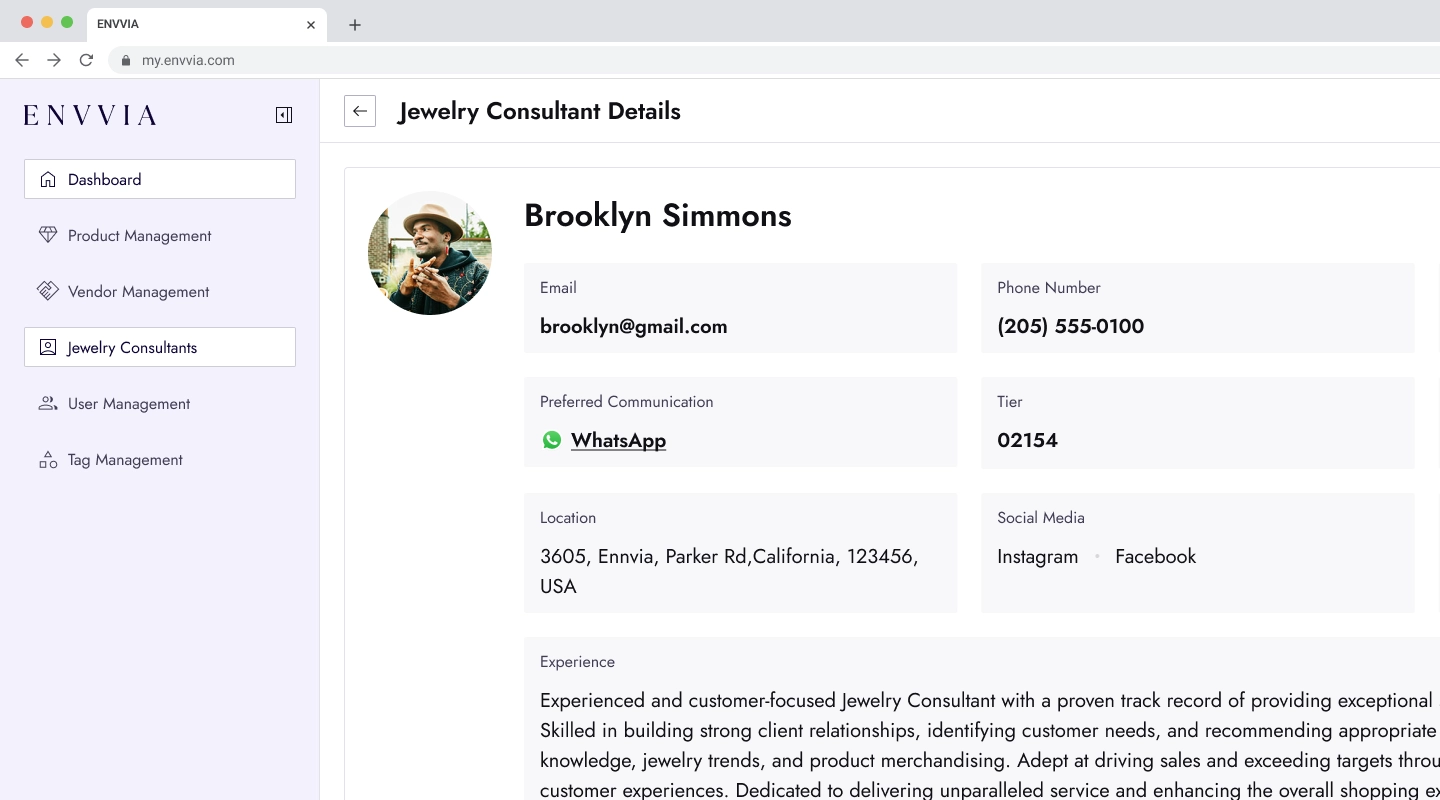 ENVVIA
my.envvia.com
ENVVIA
Jewelry Consultant Details
Dashboard
Product Management
Vendor Management
Jewelry Consultants
User Management
Tag Management
Brooklyn Simmons
Email
brooklyn@gmail.com
Phone Number
(205) 555-0100
Preferred Communication
WhatsApp
Tier
02154
Location
3605, Ennvia, Parker Rd,California, 123456,
USA
Social Media
Instagram • Facebook
Experience
Experienced and customer-focused Jewelry Consultant with a proven track record of providing exceptional
Skilled in building strong client relationships, identifying customer needs, and recommending appropriate
knowledge, jewelry trends, and product merchandising. Adept at driving sales and exceeding targets throu
customer experiences. Dedicated to delivering unparalleled service and enhancing the overall shopping ex